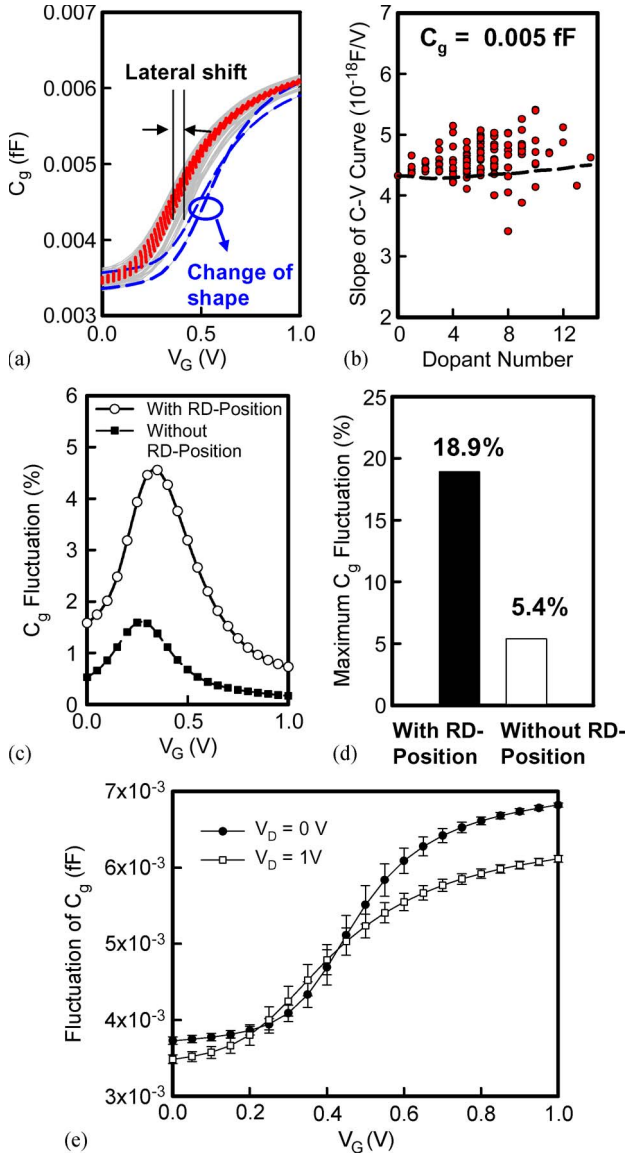 0.007
0.006
0.005
0.004
0.003
C_g (fF)
Lateral shift
Change of
shape
0.0
0.5
1.0
V_G (V)
(a)
Slope of C-V Curve (10^-18F/V)
6
5
4
3
2
C_g = 0.005 fF
0
4
8
12
Dopant Number
(b)
C_g Fluctuation (%)
6
5
4
3
2
1
0
With RD-Position
Without
RD-Position
0.0
0.5
1.0
V_G (V)
(c)
Maximum C_g Fluctuation (%)
25
20
15
10
5
0
18.9%
5.4%
With RD-
Position
Without RD-
Position
(d)
Fluctuation of C_g (fF)
7x10^-3
6x10^-3
5x10^-3
4x10^-3
3x10^-3
V_D = 0 V
V_D = 1V
0.0
0.2
0.4
0.6
0.8
1.0
V_G (V)
(e)